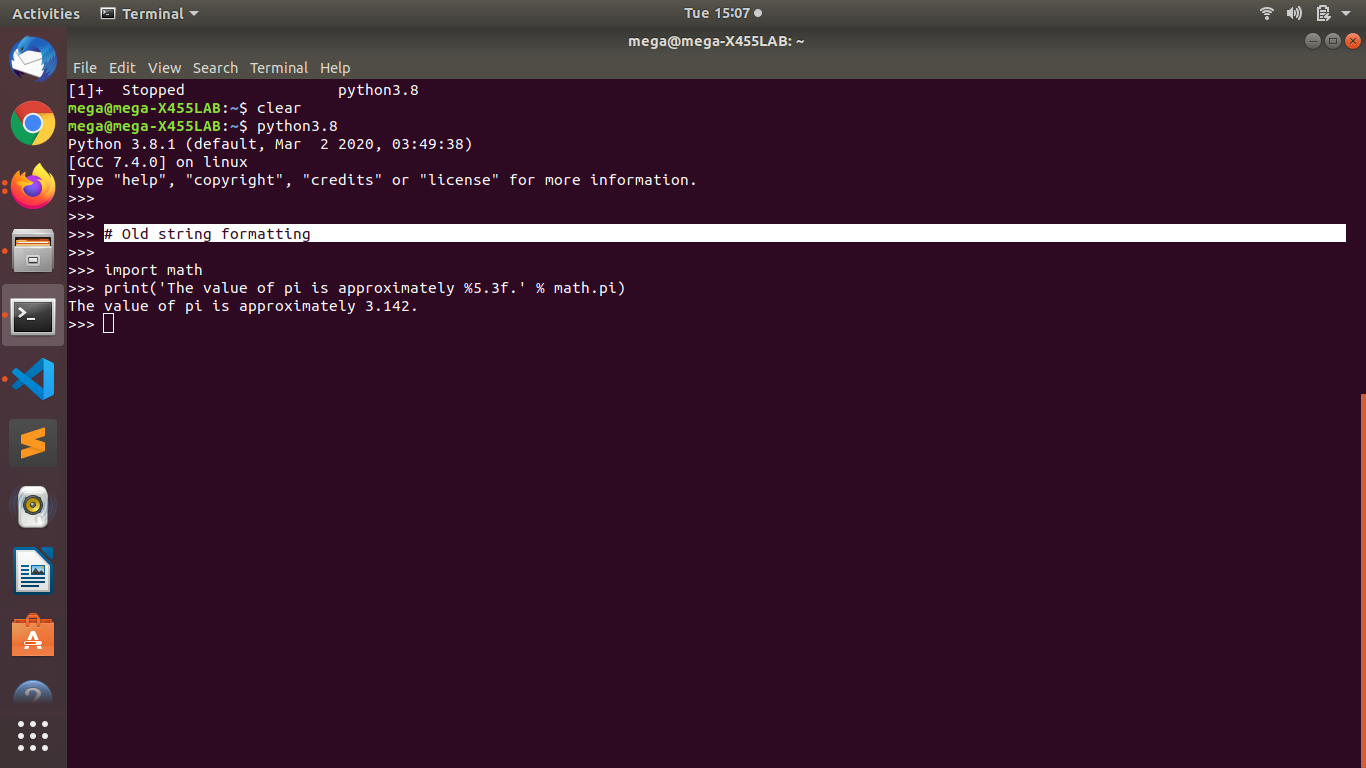 Activities Terminal Tue 15:07
mega@mega-X455LAB: ~
File Edit View Search Terminal Help
[1]+  Stopped                 python3.8
mega@mega-X455LAB:~$ clear
mega@mega-X455LAB:~$ python3.8
Python 3.8.1 (default, Mar  2 2020, 03:49:38)
[GCC 7.4.0] on linux
Type "help", "copyright", "credits" or "license" for more information.
>>>
>>>
>>> # Old string formatting
>>>
>>> import math
>>> print('The value of pi is approximately %5.3f.' % math.pi)
The value of pi is approximately 3.142.
>>>